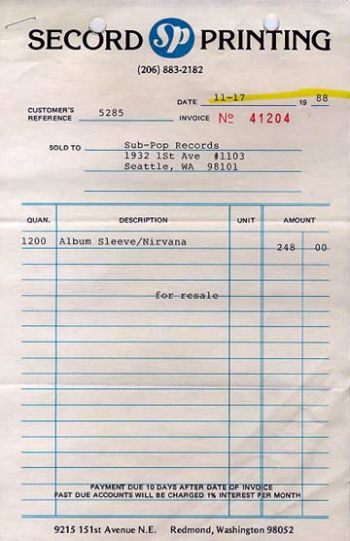 SECORD SP PRINTING
(206) 883-2182
DATE 11-17 19 88
CUSTOMER'S REFERENCE 5285 INVOICE Nº 41204
SOLD TO Sub-Pop Records
1932 1St Ave #1103
Seattle, WA 98101
QUAN. DESCRIPTION UNIT AMOUNT
1200 Album Sleeve/Nirvana 248 00
for resale
PAYMENT DUE 10 DAYS AFTER DATE OF INVOICE
PAST DUE ACCOUNTS WILL BE CHARGED 1% INTEREST PER MONTH
9215 151st Avenue N.E. Redmond, Washington 98052